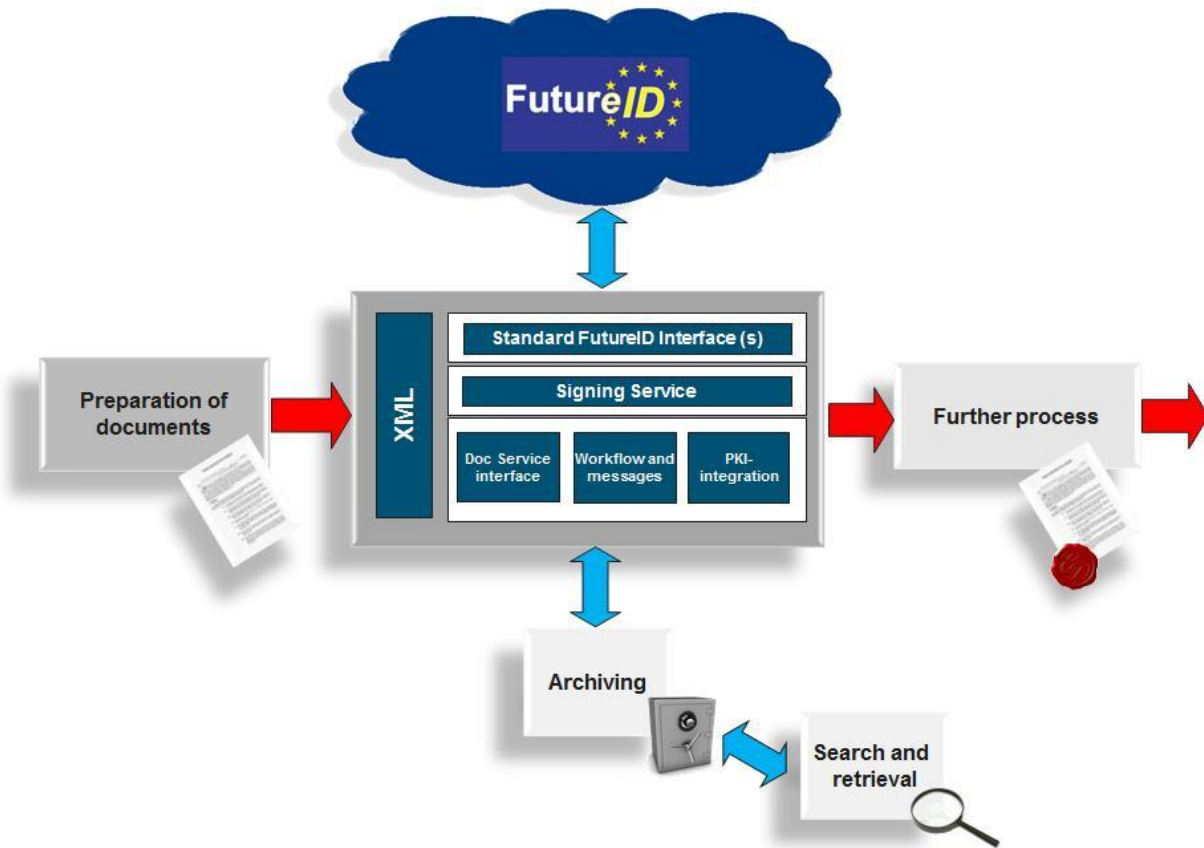 FutureID
Standard FutureID Interface (s)
Signing Service
XML
Doc Service
interface
Workflow and
messages
PKI-
integration
Preparation of
documents
Further process
Archiving
Search and
retrieval